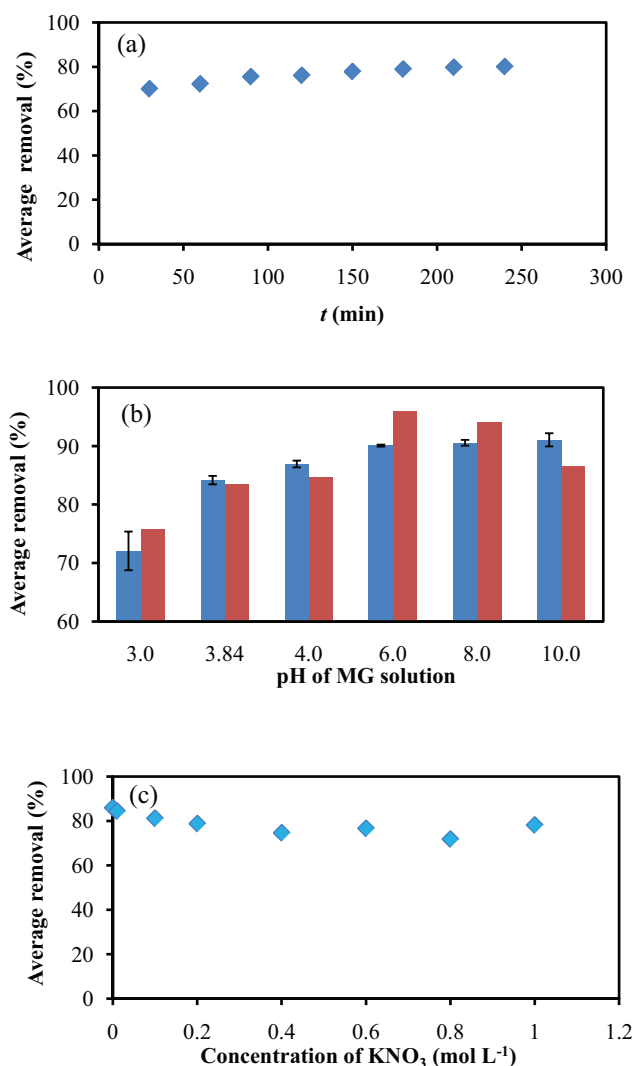 (a)
Average removal (%)
100
80
60
40
20
0
0 50 100 150 200 250 300
t (min)
(b)
Average removal (%)
100
90
80
70
60
3.0 3.84 4.0 6.0 8.0 10.0
pH of MG solution
(c)
Average removal (%)
100
80
60
40
20
0
0 0.2 0.4 0.6 0.8 1 1.2
Concentration of KNO₃ (mol L⁻¹)